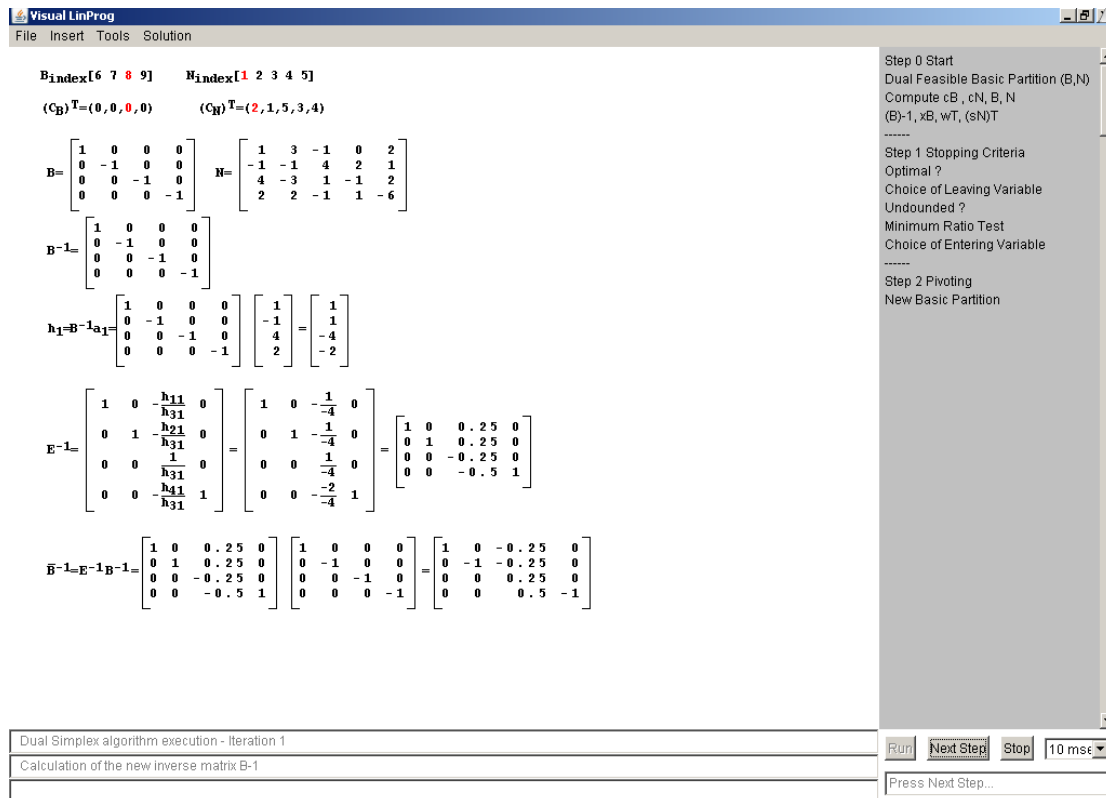 Visual LinProg
File Insert Tools Solution
Bindex[6 7 8 9] Nindex[1 2 3 4 5]
(CB)T=(0,0,0,0) (CN)T=(2,1,5,3,4)
1 0 0 0 1 3 -1 0 2
B= 0 -1 0 0 N= -1 -1 4 2 1
0 0 -1 0 4 -3 1 -1 2
0 0 0 -1 2 2 -1 1 -6
1 0 0 0
B-1= 0 -1 0 0
0 0 -1 0
0 0 0 -1
1 0 0 0 1 1
h1=B-1a1= 0 -1 0 0 -1 = 1
0 0 -1 0 4 -4
0 0 0 -1 2 -2
1 0 -h11/h31 0 1 0 -1/-4 0 1 0 0.25 0
E-1= 0 1 -h21/h31 0 = 0 1 -1/-4 0 = 0 1 0.25 0
0 0 1/h31 0 0 0 1/-4 0 0 0 -0.25 0
0 0 -h41/h31 1 0 0 --2/-4 1 0 0 -0.5 1
1 0 0.25 0 1 0 0 0 1 0 -0.25 0
B̄-1=E-1B-1= 0 1 0.25 0 0 -1 0 0 = 0 -1 -0.25 0
0 0 -0.25 0 0 0 -1 0 0 0 0.25 0
0 0 -0.5 1 0 0 0 -1 0 0 0.5 -1
Step 0 Start
Dual Feasible Basic Partition (B,N)
Compute cB , cN, B, N
(B)-1, xB, wT, (sN)T
------
Step 1 Stopping Criteria
Optimal ?
Choice of Leaving Variable
Undounded ?
Minimum Ratio Test
Choice of Entering Variable
------
Step 2 Pivoting
New Basic Partition
Dual Simplex algorithm execution - Iteration 1
Calculation of the new inverse matrix B-1
Run Next Step Stop 10 mse
Press Next Step...